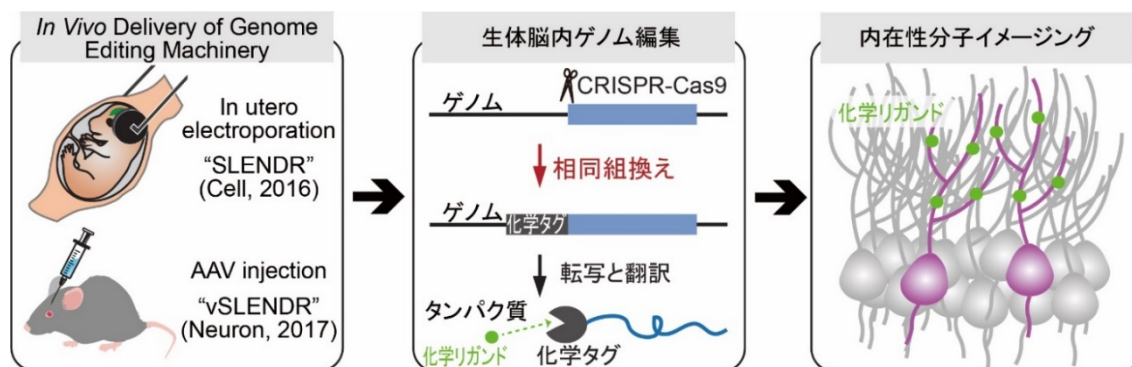 In Vivo Delivery of Genome
Editing Machinery
In utero
electroporation
“SLENDR”
(Cell, 2016)
AAV injection
“vSLENDR”
(Neuron, 2017)
生体脳内ゲノム編集
CRISPR-Cas9
ゲノム
相同組換え
ゲノム
化学タグ
転写と翻訳
タンパク質
化学リガンド
化学タグ
内在性分子イメージング
化学リガンド